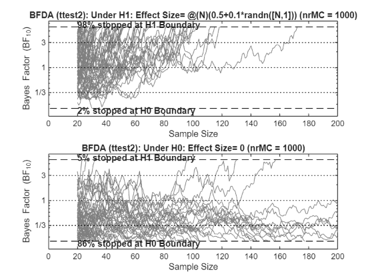 BFDA (ttest2): Under H1: Effect Size= @(N)(0.5+0.1*randn([N,1])) (nrMC = 1000)
98% stopped at H1 Boundary
3
1
1/3
Bayes Factor (BF10)
2% stopped at H0 Boundary
0 20 40 60 80 100 120 140 160 180 200
Sample Size
BFDA (ttest2): Under H0: Effect Size= 0 (nrMC = 1000)
5% stopped at H1 Boundary
3
1
1/3
Bayes Factor (BF10)
86% stopped at H0 Boundary
0 20 40 60 80 100 120 140 160 180 200
Sample Size